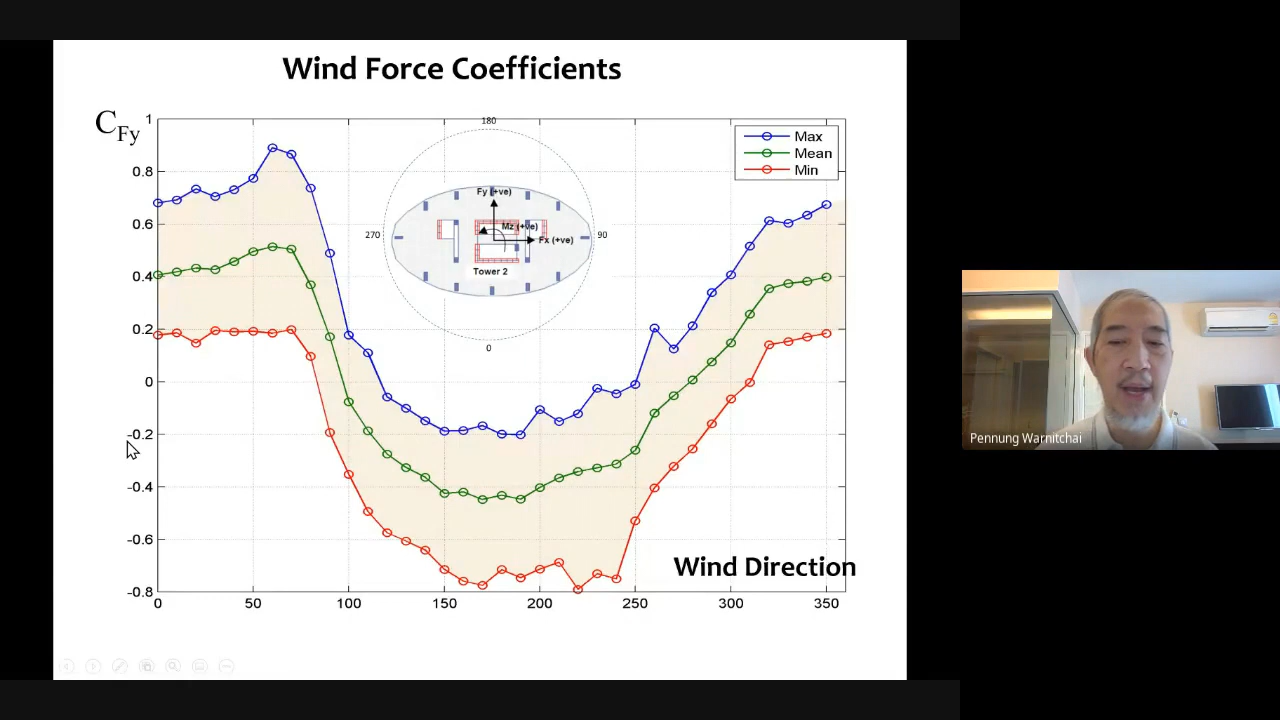 Wind Force Coefficients
C_Fy
1
0.8
0.6
0.4
0.2
0
-0.2
-0.4
-0.6
-0.8
0
50
100
150
200
250
300
350
Wind Direction
Max
Mean
Min
180
270
90
0
Fy (+ve)
Mz (+ve)
Fx (+ve)
Tower 2
Pennung Warnitchai